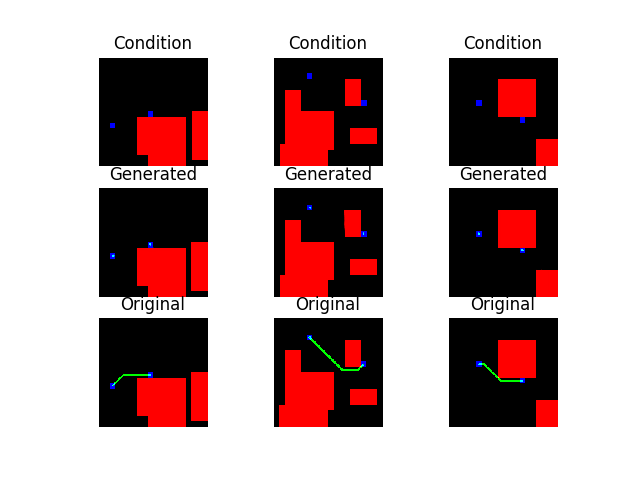 Condition Condition Condition
Generated Generated Generated
Original Original Original